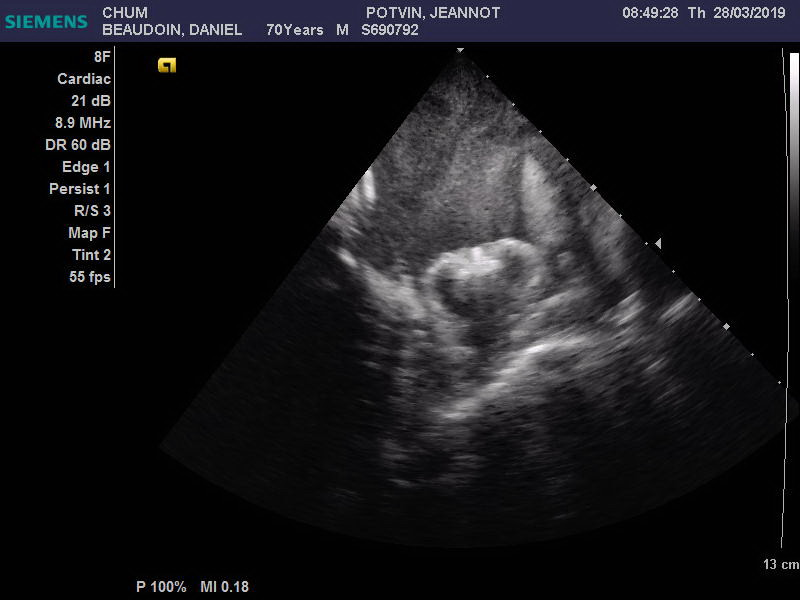 SIEMENS
CHUM POTVIN, JEANNOT 08:49:28 Th 28/03/2019
BEAUDOIN, DANIEL 70Years M S690792
8F
Cardiac
21 dB
8.9 MHz
DR 60 dB
Edge 1
Persist 1
R/S 3
Map F
Tint 2
55 fps
13 cm
P 100% MI 0.18